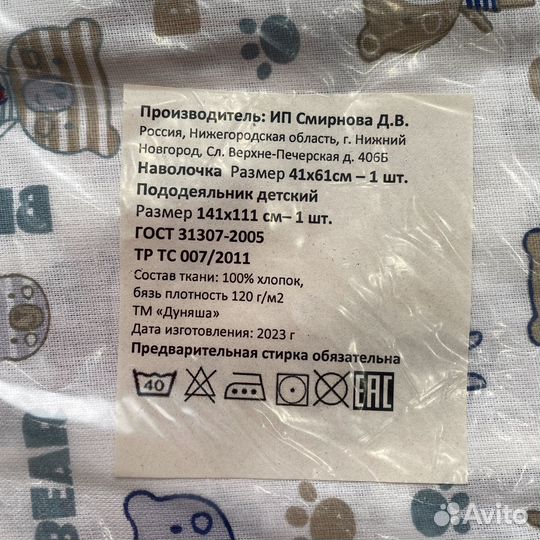 Производитель: ИП Смирнова Д.В.
Россия, Нижегородская область, г. Нижний
Новгород, Сл. Верхне-Печерская д. 406Б
Наволочка Размер 41х61см – 1 шт.
Пододеяльник детский
Размер 141х111 см– 1 шт.
ГОСТ 31307-2005
ТР ТС 007/2011
Состав ткани: 100% хлопок,
бязь плотность 120 г/м2
ТМ «Дуняша»
Дата изготовления: 2023 г
Предварительная стирка обязательна
40 EAC
BEAR
Avito